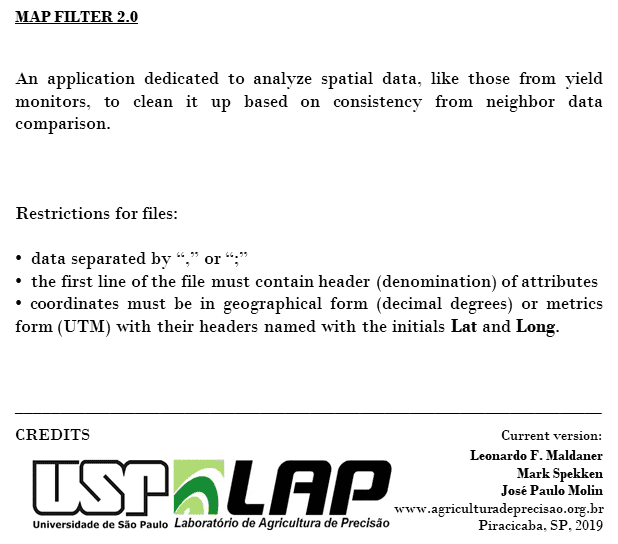 MAP FILTER 2.0
An application dedicated to analyze spatial data, like those from yield
monitors, to clean it up based on consistency from neighbor data
comparison.
Restrictions for files:
• data separated by “,” or “;”
• the first line of the file must contain header (denomination) of attributes
• coordinates must be in geographical form (decimal degrees) or metrics
form (UTM) with their headers named with the initials Lat and Long.
CREDITS
Current version:
Leonardo F. Maldaner
Mark Spekken
José Paulo Molin
www.agriculturadeprecisao.org.br
Piracicaba, SP, 2019
USP
Universidade de São Paulo
LAP
Laboratório de Agricultura de Precisão